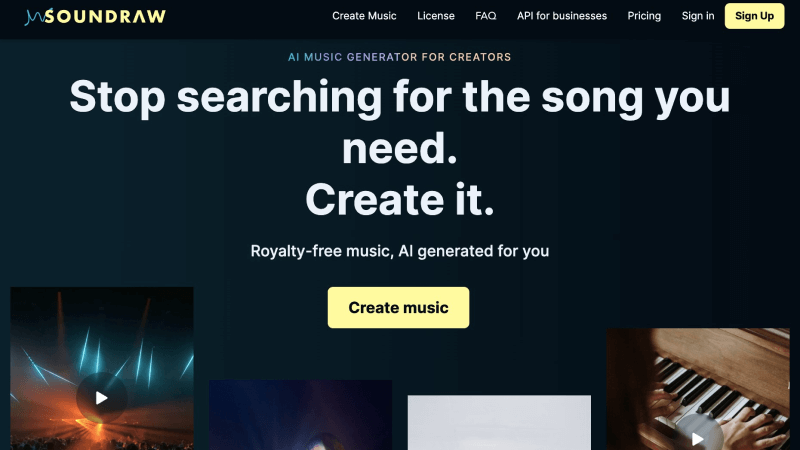 SOUNDRAW
Create Music
License
FAQ
API for businesses
Pricing
Sign in
Sign Up
AI MUSIC GENERATOR FOR CREATORS
Stop searching for the song you
need.
Create it.
Royalty-free music, AI generated for you
Create music